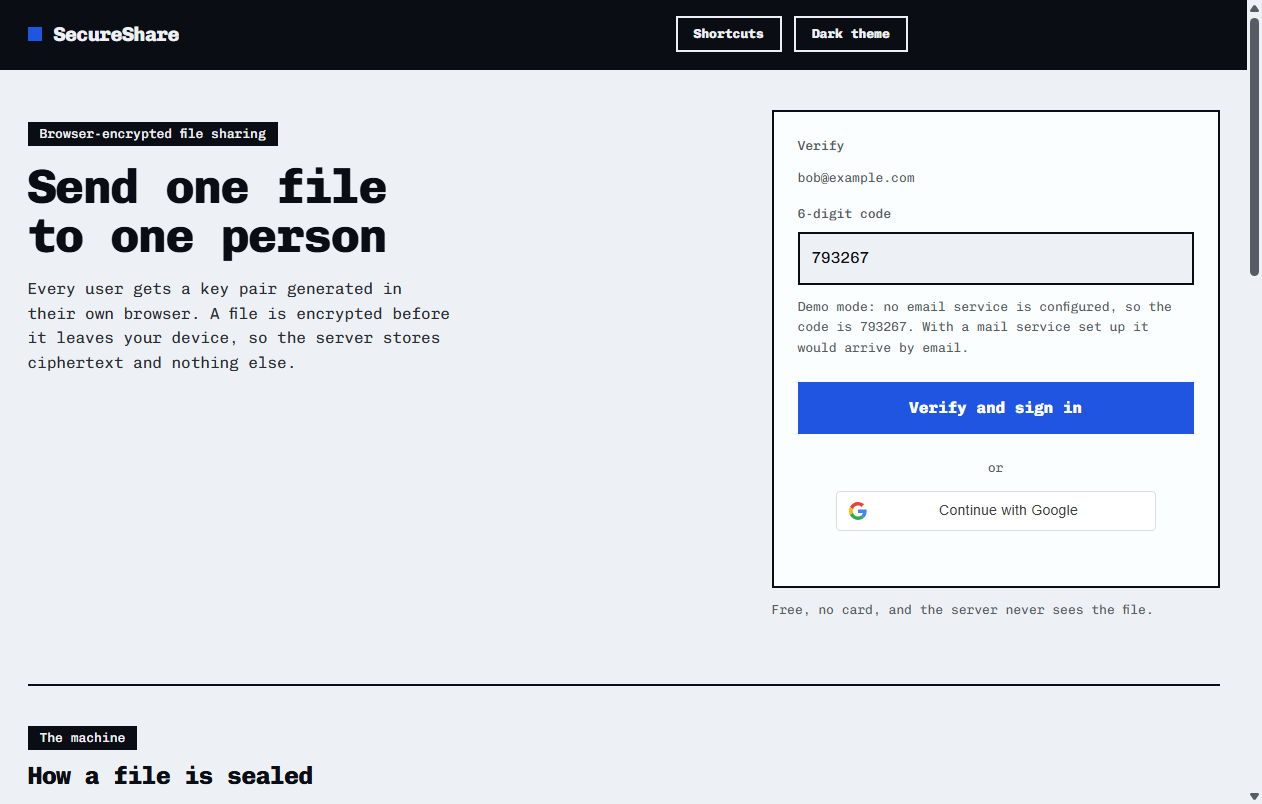 SecureShare
Shortcuts
Dark theme
Browser-encrypted file sharing
Send one file
to one person
Every user gets a key pair generated in
their own browser. A file is encrypted before
it leaves your device, so the server stores
ciphertext and nothing else.
Verify
bob@example.com
6-digit code
793267
Demo mode: no email service is configured, so the
code is 793267. With a mail service set up it
would arrive by email.
Verify and sign in
or
Continue with Google
Free, no card, and the server never sees the file.
The machine
How a file is sealed